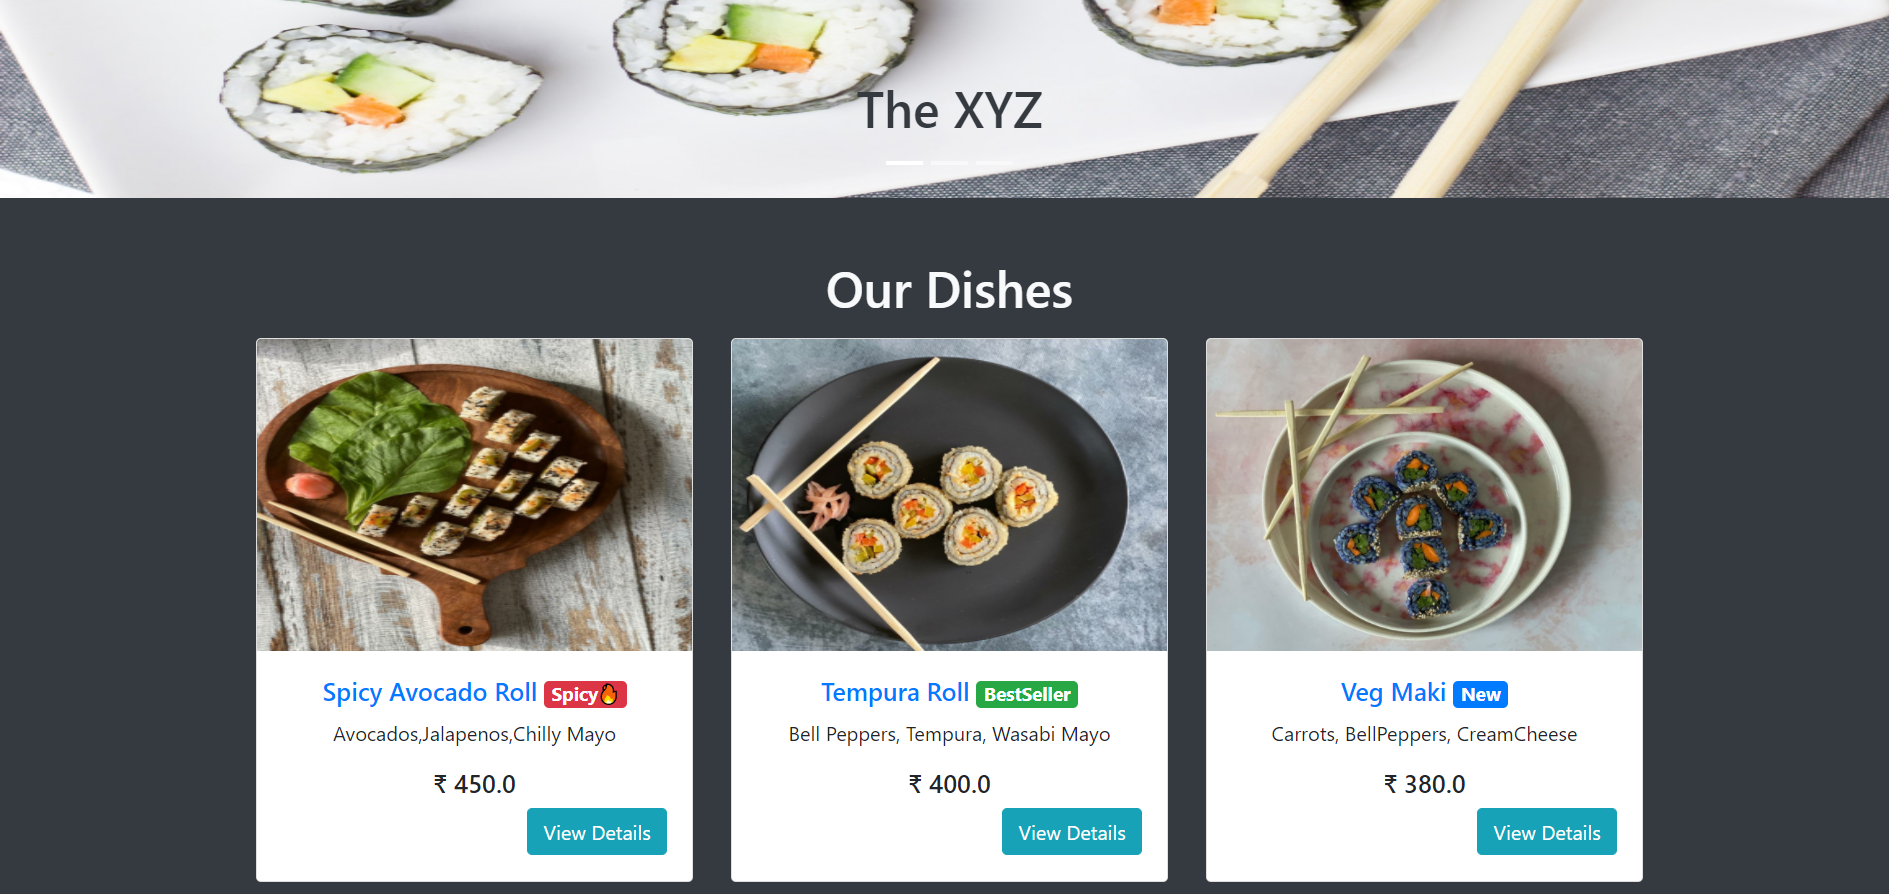 The XYZ
Our Dishes
Spicy Avocado Roll Spicy🔥
Avocados,Jalapenos,Chilly Mayo
₹ 450.0
View Details
Tempura Roll BestSeller
Bell Peppers, Tempura, Wasabi Mayo
₹ 400.0
View Details
Veg Maki New
Carrots, BellPeppers, CreamCheese
₹ 380.0
View Details